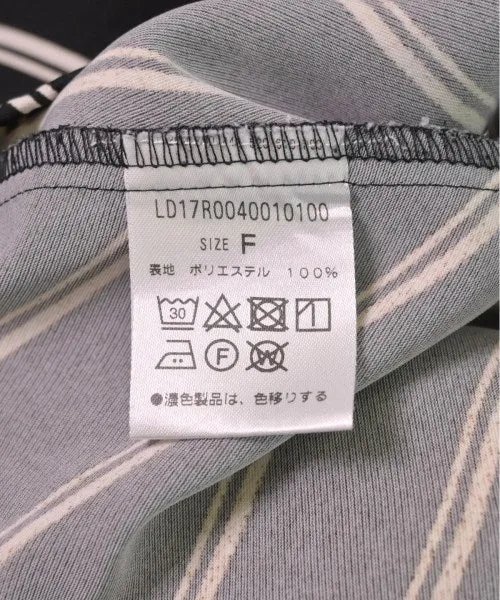 LD17R0040010100
SIZE F
表地 ポリエステル 100%
30
F W
●濃色製品は、色移りする